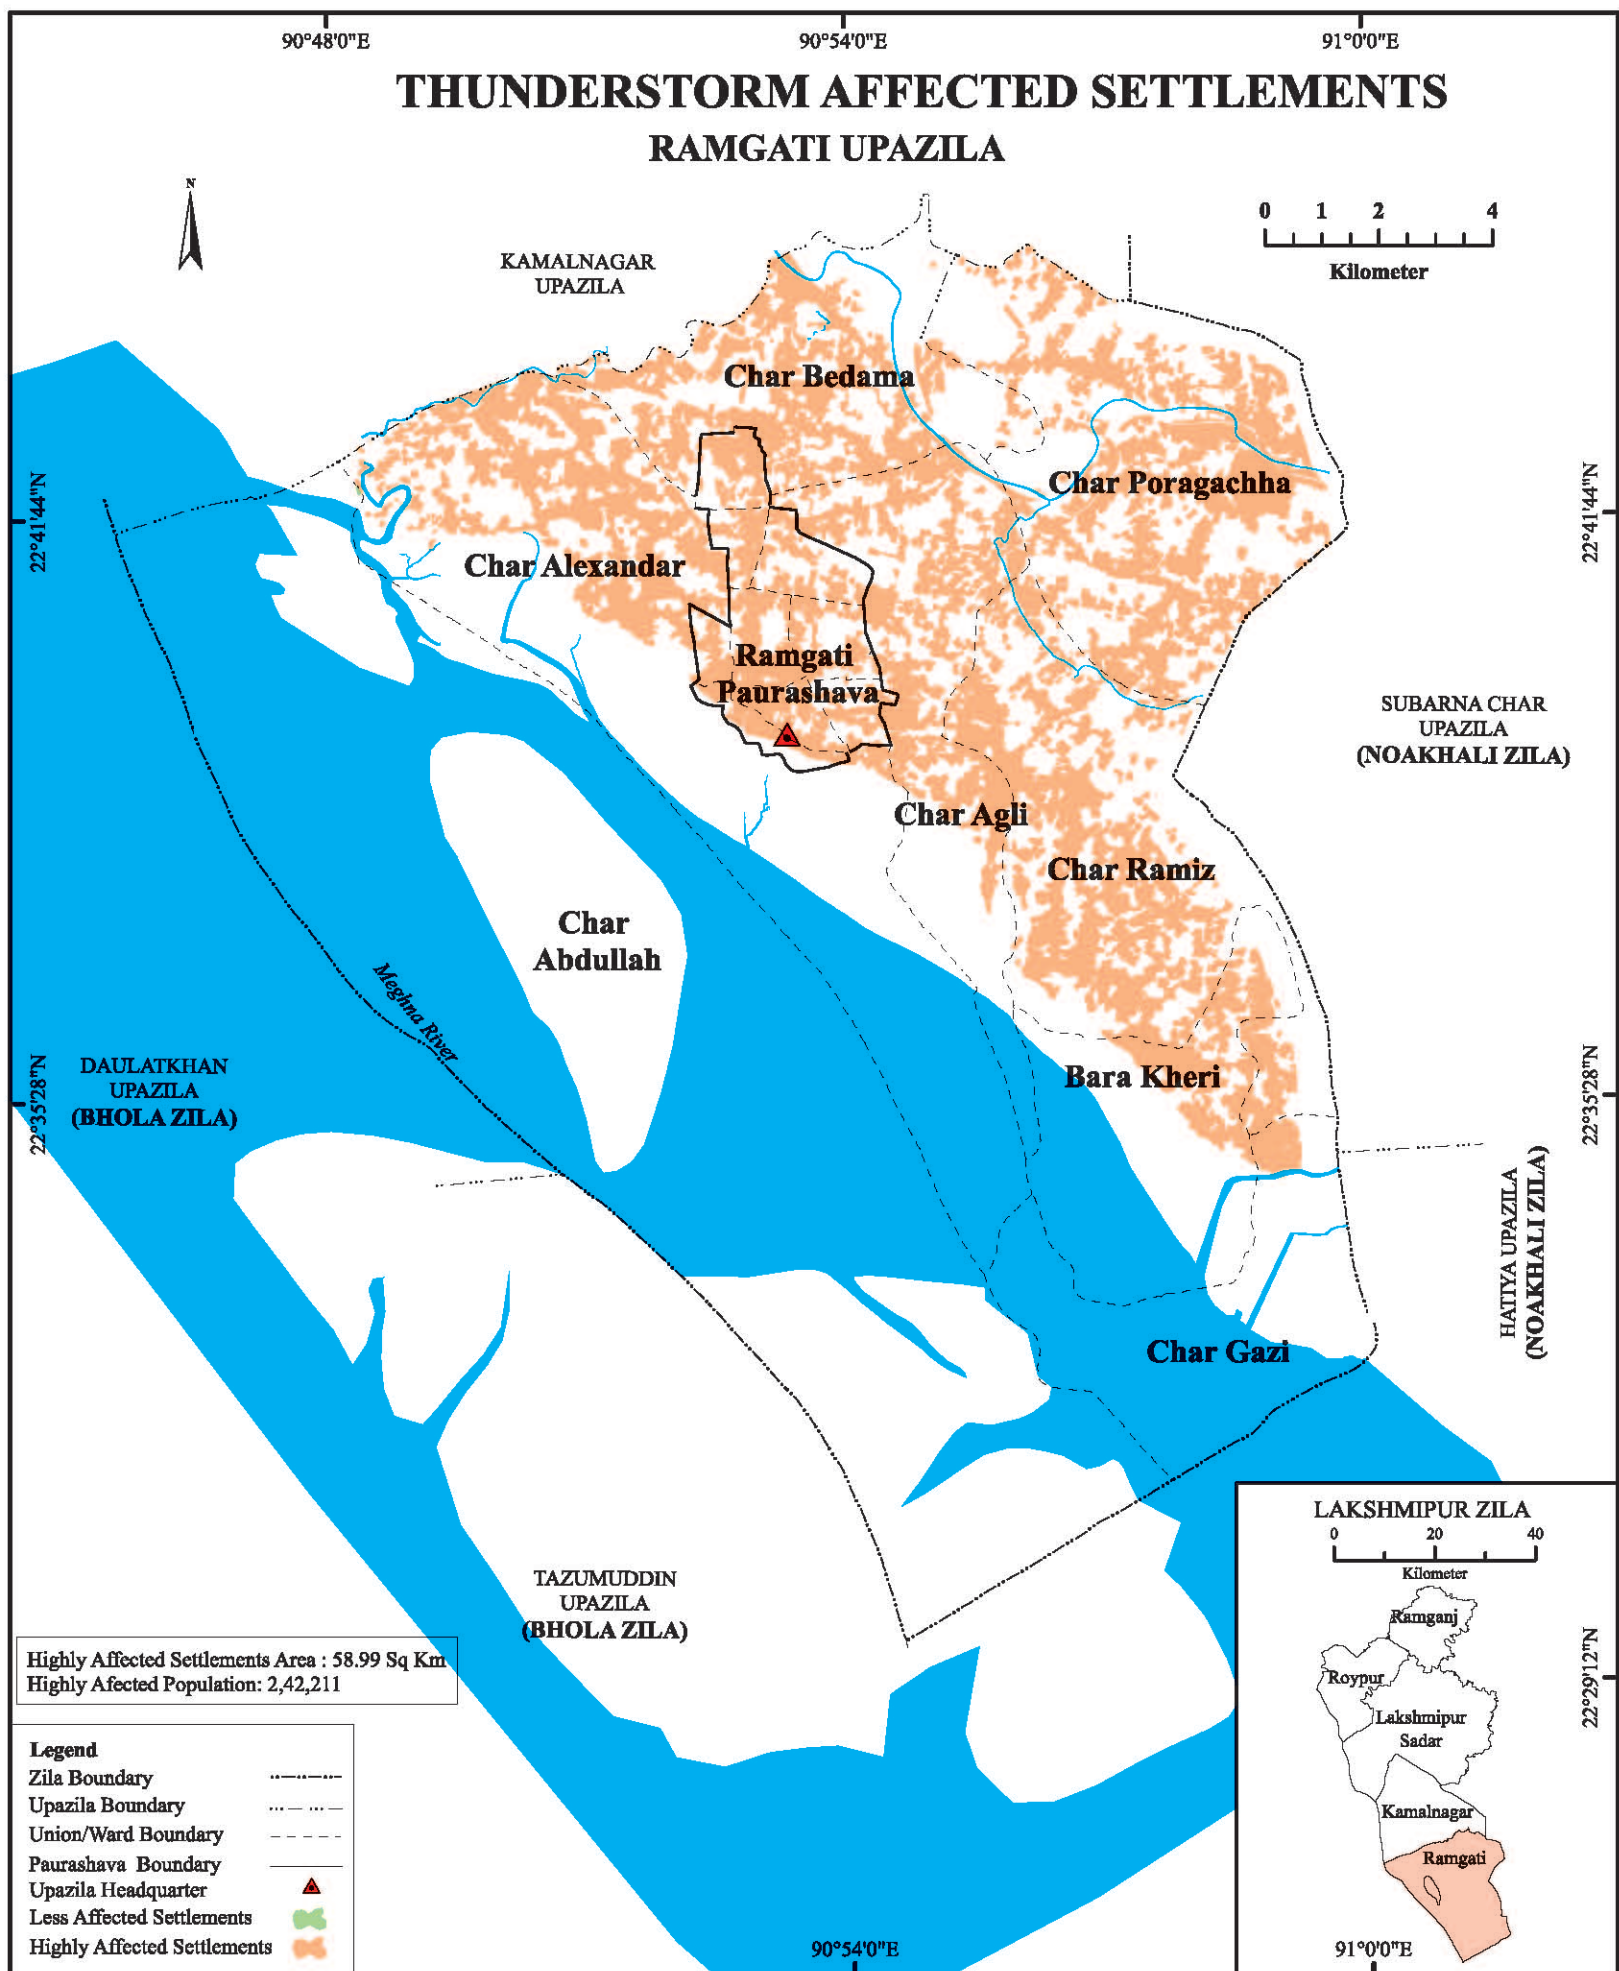 90°48'0"E
90°54'0"E
91°0'0"E
THUNDERSTORM AFFECTED SETTLEMENTS
RAMGATI UPAZILA
N
0 1 2 4
Kilometer
KAMALNAGAR
UPAZILA
Char Bedama
Char Poragachha
22°41'44"N
22°41'44"N
Char Alexandar
Ramgati
Paurashava
SUBARNA CHAR
UPAZILA
(NOAKHALI ZILA)
Char Agli
Char Ramiz
Char
Abdullah
Meghna River
DAULATKHAN
UPAZILA
(BHOLA ZILA)
22°35'28"N
22°35'28"N
Bara Kheri
HATIYA UPAZILA
(NOAKHALI ZILA)
Char Gazi
TAZUMUDDIN
UPAZILA
(BHOLA ZILA)
22°29'12"N
Highly Affected Settlements Area : 58.99 Sq Km
Highly Afected Population: 2,42,211
Legend
Zila Boundary
Upazila Boundary
Union/Ward Boundary
Paurashava Boundary
Upazila Headquarter
Less Affected Settlements
Highly Affected Settlements
LAKSHMIPUR ZILA
0 20 40
Kilometer
Ramganj
Roypur
Lakshmipur
Sadar
Kamalnagar
Ramgati
90°54'0"E
91°0'0"E